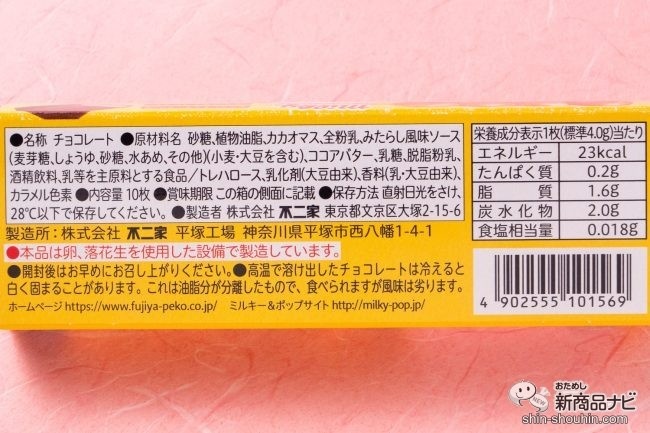 ●名称 チョコレート ●原材料名 砂糖、植物油脂、カカオマス、全粉乳、みたらし風味ソース
(麦芽糖、しょうゆ、砂糖、水あめ、その他)(小麦・大豆を含む)、ココアバター、乳糖、脱脂粉乳、
酒精飲料、乳等を主原料とする食品/トレハロース、乳化剤(大豆由来)、香料(乳・大豆由来)、
カラメル色素 ●内容量 10枚 ●賞味期限 この箱の側面に記載 ●保存方法 直射日光をさけ、
28℃以下で保存してください。 ●製造者 株式会社 不二家 東京都文京区大塚2-15-6
製造所:株式会社 不二家 平塚工場 神奈川県平塚市西八幡1-4-1
●本品は卵、落花生を使用した設備で製造しています。
●開封後はお早めにお召し上がりください。 ●高温で溶け出したチョコレートは冷えると
白く固まることがあります。これは油脂分が分離したもので、食べられますが風味は劣ります。
ホームページ https://www.fujiya-peko.co.jp/ ミルキー&ポップサイト http://milky-pop.jp/
栄養成分表示1枚(標準4.0g)当たり
エネルギー 23kcal
たんぱく質 0.2g
脂質 1.6g
炭水化物 2.0g
食塩相当量 0.018g
4 902555 101569
おためし
新商品ナビ
shin-shouhin.com